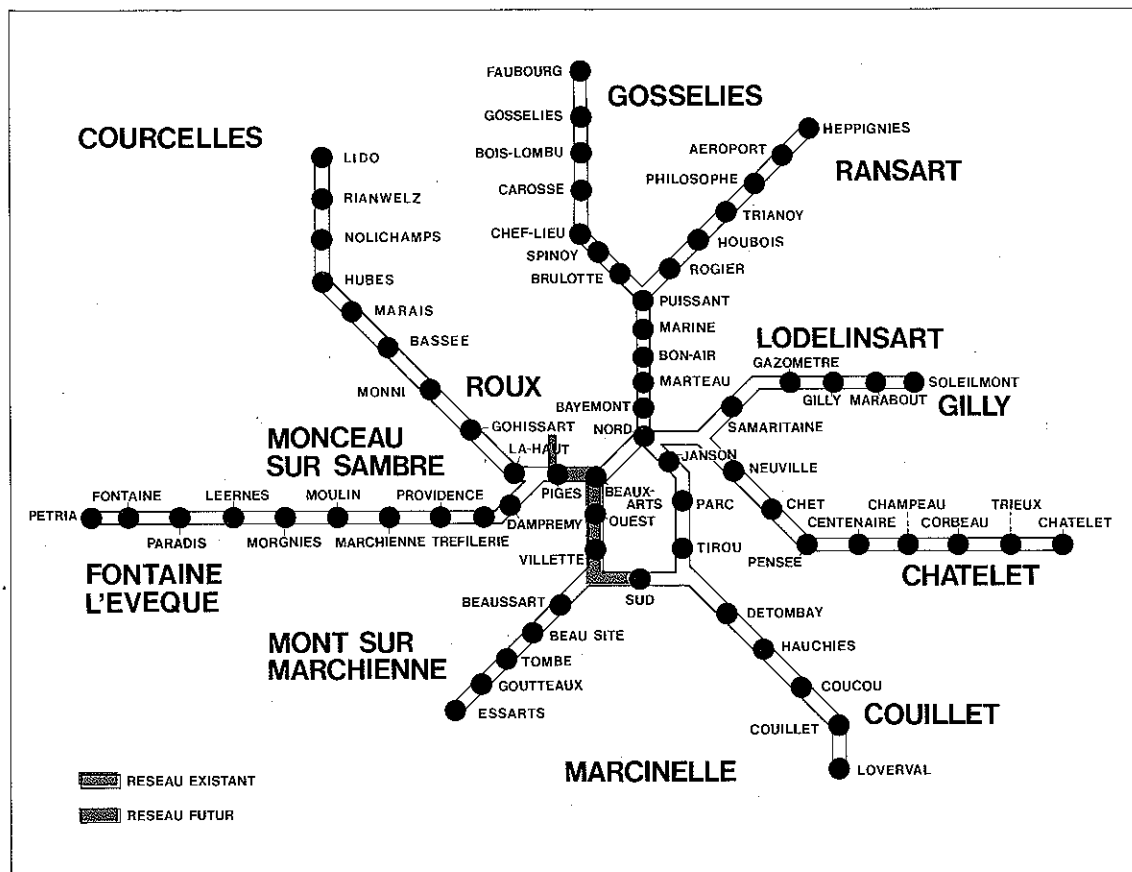 FAUBOURG
GOSSELIES
GOSSELIES
COURCELLES
HEPPIGNIES
AEROPORT
LIDO
BOIS-LOMBU
RANSART
PHILOSOPHE
RIANWELZ
CAROSSE
TRIANOY
NOLICHAMPS
CHEF-LIEU
HOUBOIS
SPINOY
ROGIER
HUBES
BRULOTTE
PUISSANT
MARAIS
MARINE
BASSEE
LODELINSART
BON-AIR
GAZOMETRE
MONNI
ROUX
MARTEAU
SOLEILMONT
GILLY
MARABOUT
GILLY
BAYEMONT
SAMARITAINE
GOHISSART
NORD
MONCEAU
SUR SAMBRE
LA-HAUT
JANSON
NEUVILLE
PIGES
BEAUX-
ARTS
FONTAINE
LEERNES
MOULIN
PROVIDENCE
PARC
CHET
CHAMPEAU
TRIEUX
PETRIA
DAMPREMY
OUEST
CENTENAIRE
CORBEAU
CHATELET
PARADIS
MORGNIES
MARCHIENNE
TREFILERIE
VILLETTE
TIROU
PENSEE
FONTAINE
L'EVEQUE
CHATELET
SUD
BEAUSSART
DETOMBAY
MONT SUR
MARCHIENNE
BEAU SITE
HAUCHIES
TOMBE
GOUTTEAUX
COUCOU
ESSARTS
COUILLET
COUILLET
MARCINELLE
LOVERVAL
RESEAU EXISTANT
RESEAU FUTUR